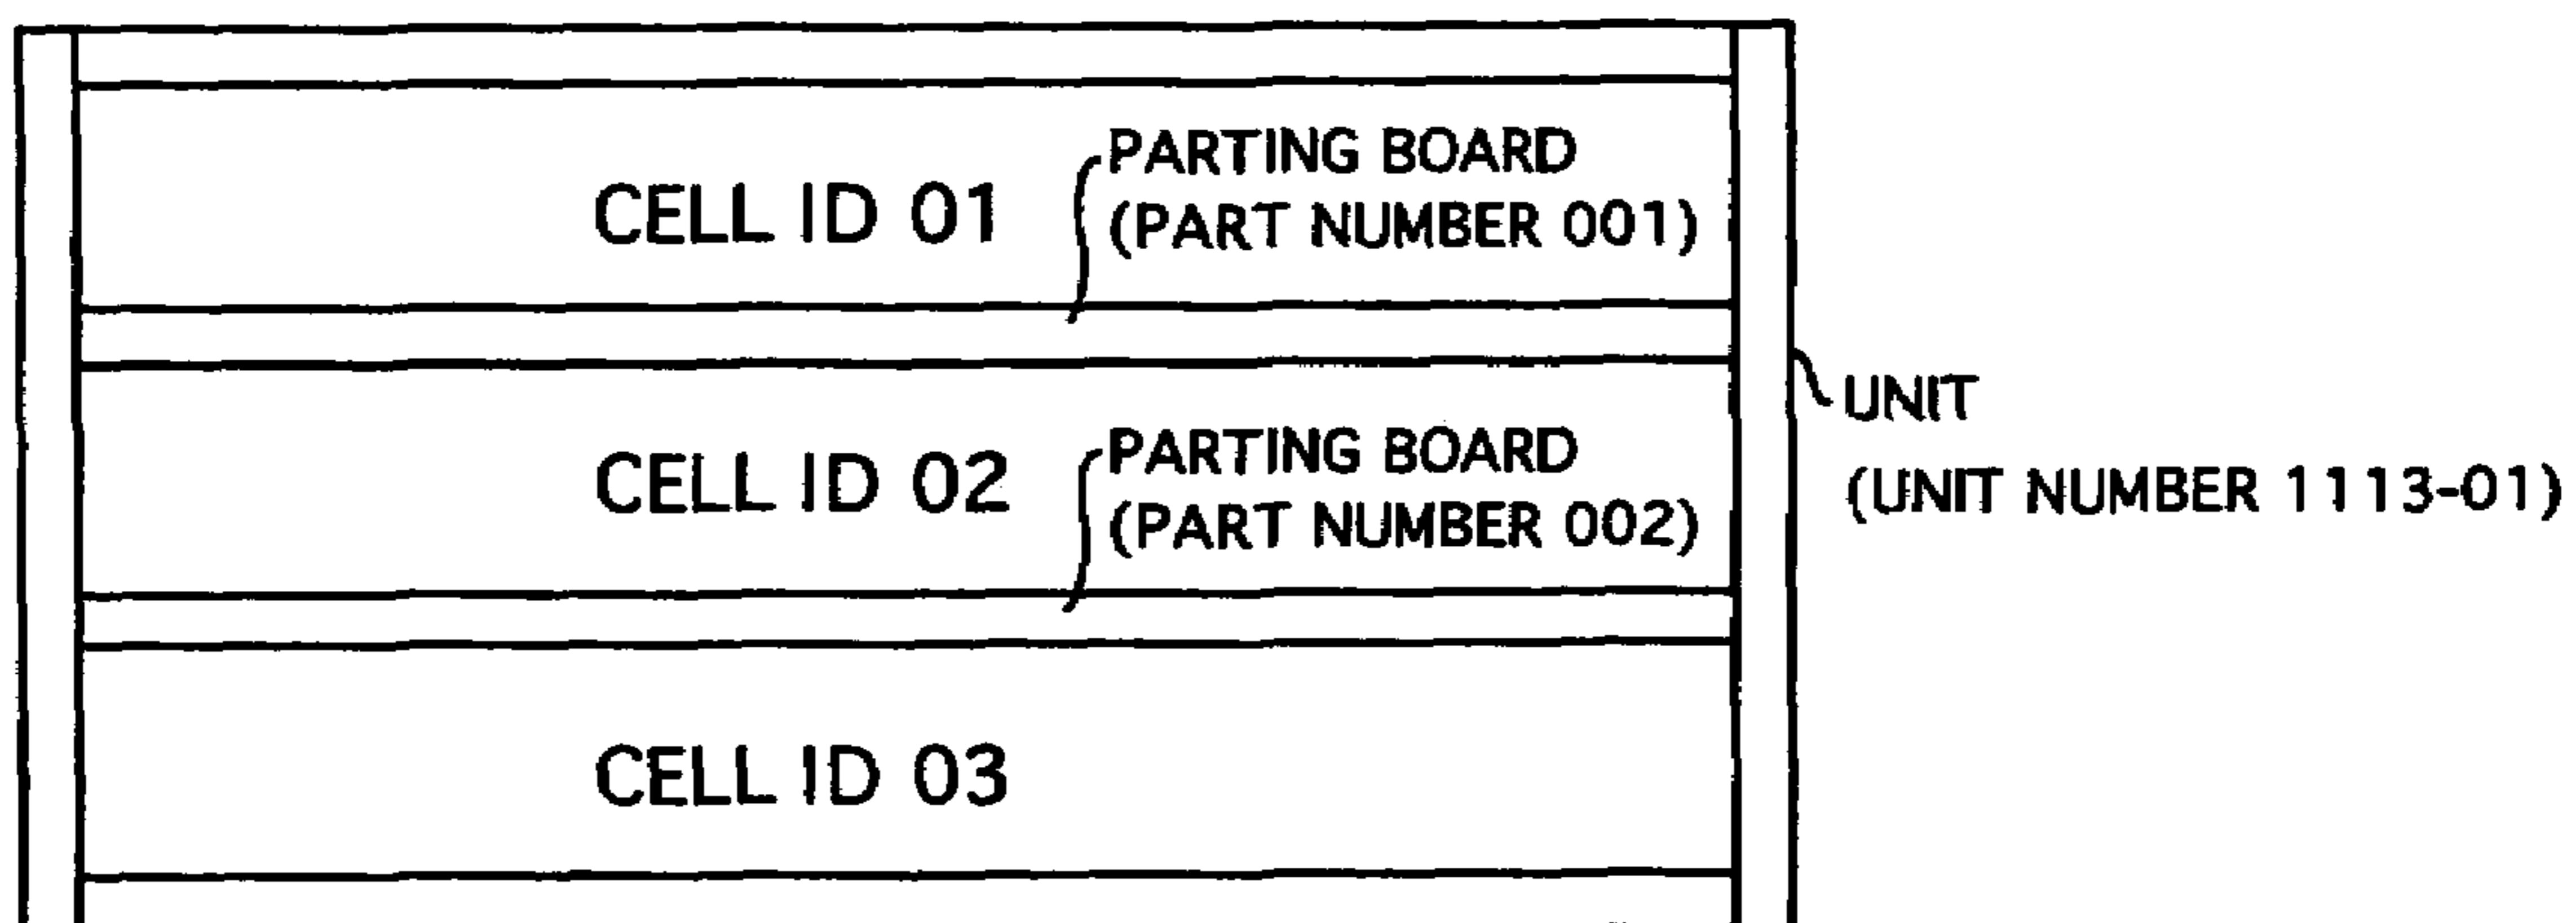 PARTING BOARD
CELL ID 01
(PART NUMBER 001)
UNIT
PARTING BOARD
CELL ID 02
(PART NUMBER 002)
(UNIT NUMBER 1113-01)
CELL ID 03